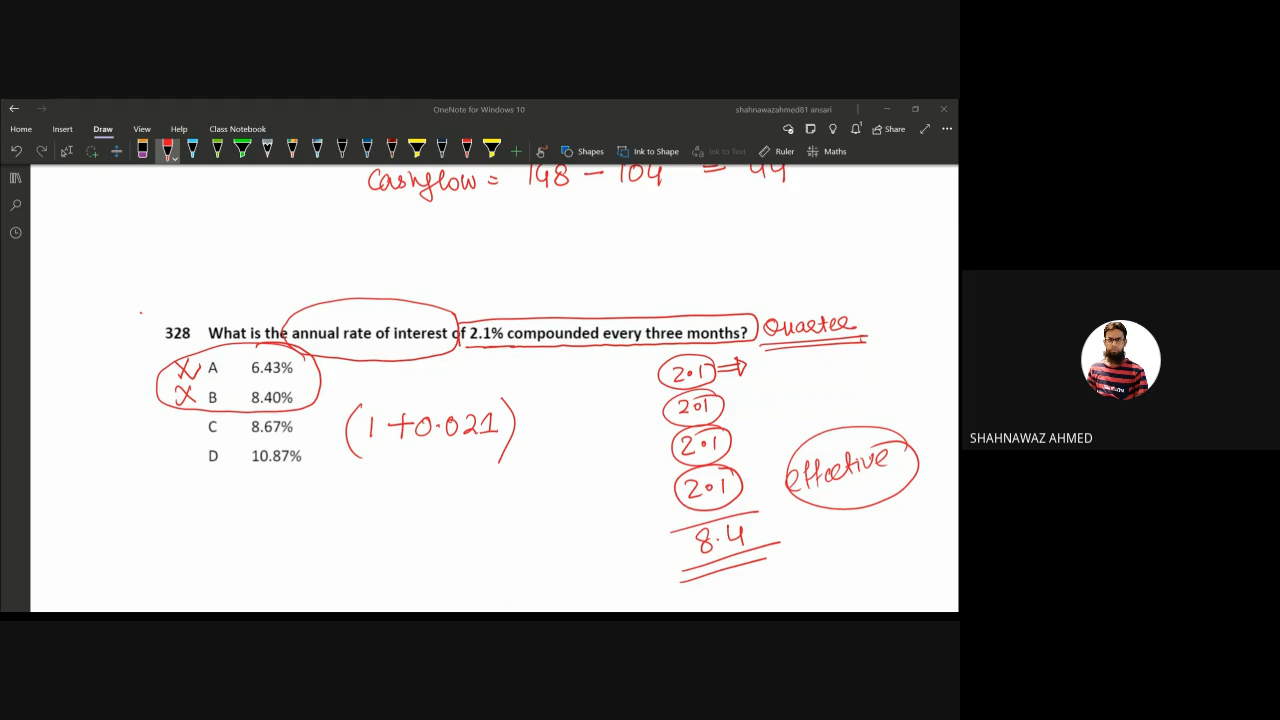 OneNote for Windows 10
shahnawazahmed81 ansari
Home Insert Draw View Help Class Notebook
Share
Shapes Ink to Shape Ink to Text Ruler Maths
Cashflow = 148 - 104 = 44
328 What is the annual rate of interest of 2.1% compounded every three months? Quarter
A 6.43%
B 8.40%
C 8.67%
D 10.87%
(1 + 0.021)
2.1 ⇒
2.1
2.1
2.1
8.4
effective
SHAHNAWAZ AHMED